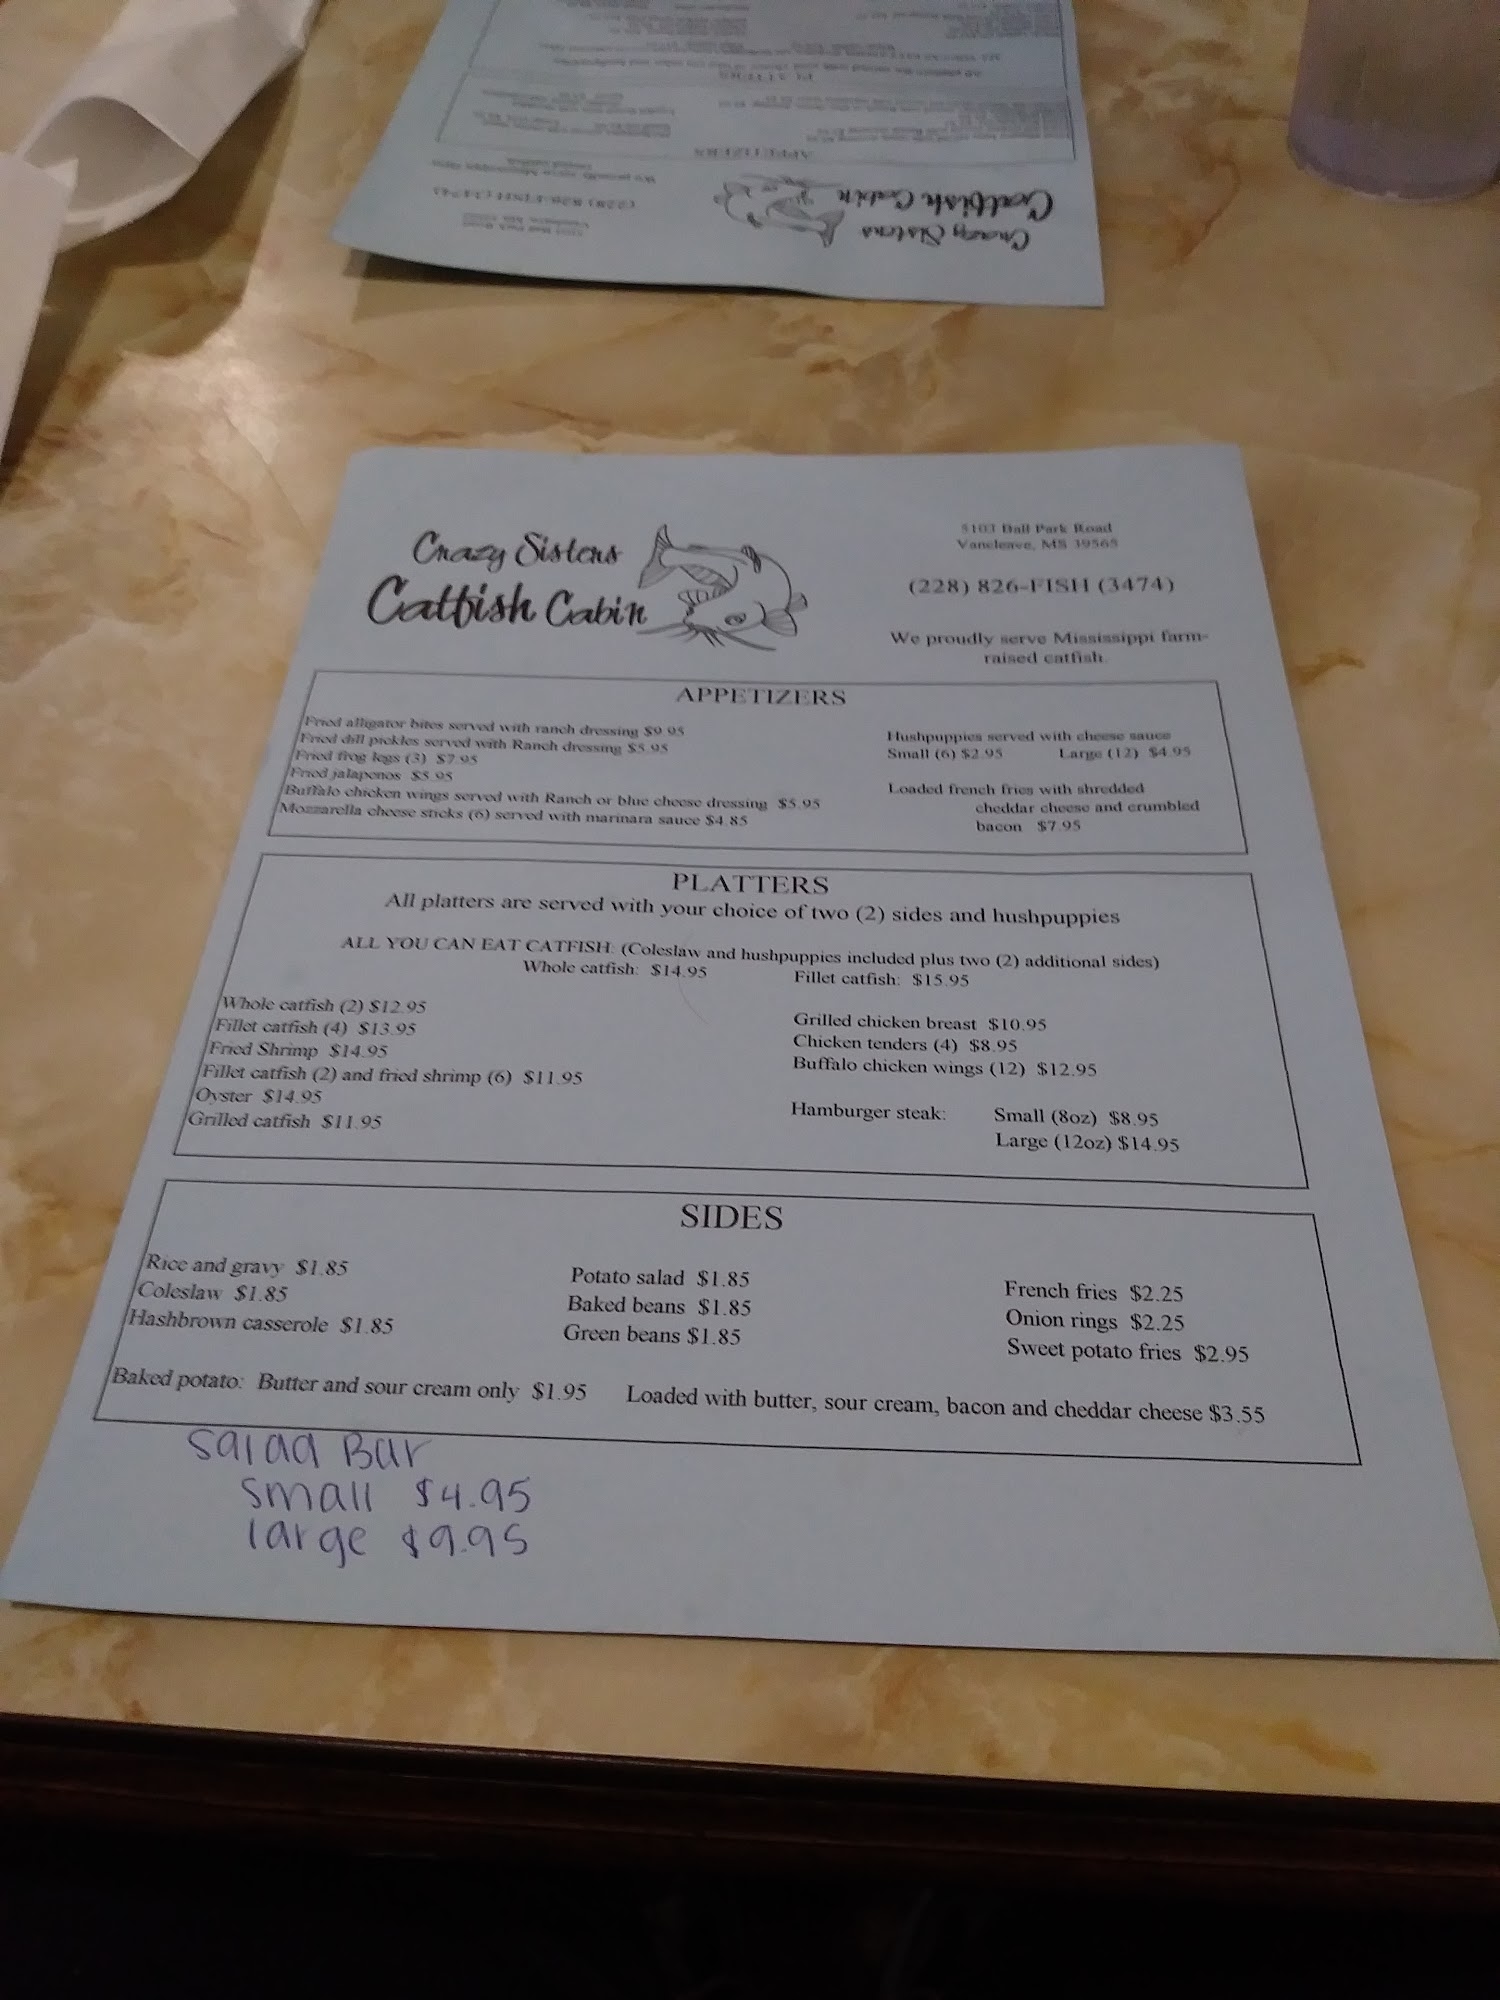 Crazy Sisters
Catfish Cabin
5103 Ball Park Road
Vancleave, MS 39565
(228) 826-FISH (3474)
We proudly serve Mississippi farm-
raised catfish.
APPETIZERS
Fried alligator bites served with ranch dressing $9.95
Fried dill pickles served with Ranch dressing $5.95
Fried frog legs (3) $7.95
Fried jalapenos $5.95
Buffalo chicken wings served with Ranch or blue cheese dressing $5.95
Mozzarella cheese sticks (6) served with marinara sauce $4.85
Hushpuppies served with cheese sauce
Small (6) $2.95 Large (12) $4.95
Loaded french fries with shredded
cheddar cheese and crumbled
bacon $7.95
PLATTERS
All platters are served with your choice of two (2) sides and hushpuppies
ALL YOU CAN EAT CATFISH: (Coleslaw and hushpuppies included plus two (2) additional sides)
Whole catfish: $14.95 Fillet catfish: $15.95
Whole catfish (2) $12.95
Fillet catfish (4) $13.95
Fried Shrimp $14.95
Fillet catfish (2) and fried shrimp (6) $11.95
Oyster $14.95
Grilled catfish $11.95
Grilled chicken breast $10.95
Chicken tenders (4) $8.95
Buffalo chicken wings (12) $12.95
Hamburger steak: Small (8oz) $8.95
Large (12oz) $14.95
SIDES
Rice and gravy $1.85
Coleslaw $1.85
Hashbrown casserole $1.85
Potato salad $1.85
Baked beans $1.85
Green beans $1.85
French fries $2.25
Onion rings $2.25
Sweet potato fries $2.95
Baked potato: Butter and sour cream only $1.95 Loaded with butter, sour cream, bacon and cheddar cheese $3.55
Salad Bar
small $4.95
large $9.95
Crazy Sisters
Catfish Cabin
(228) 826-FISH (3474)
APPETIZERS
PLATTERS